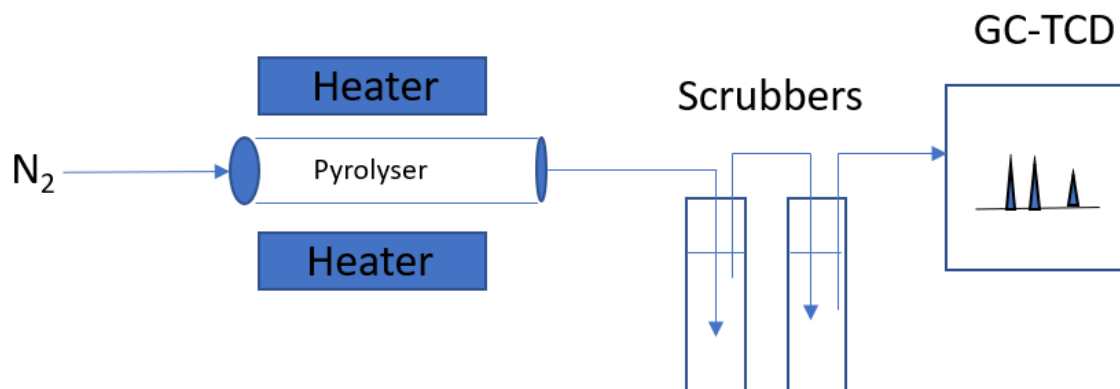 GC-TCD
Heater
Scrubbers
N₂
Pyrolyser
Heater